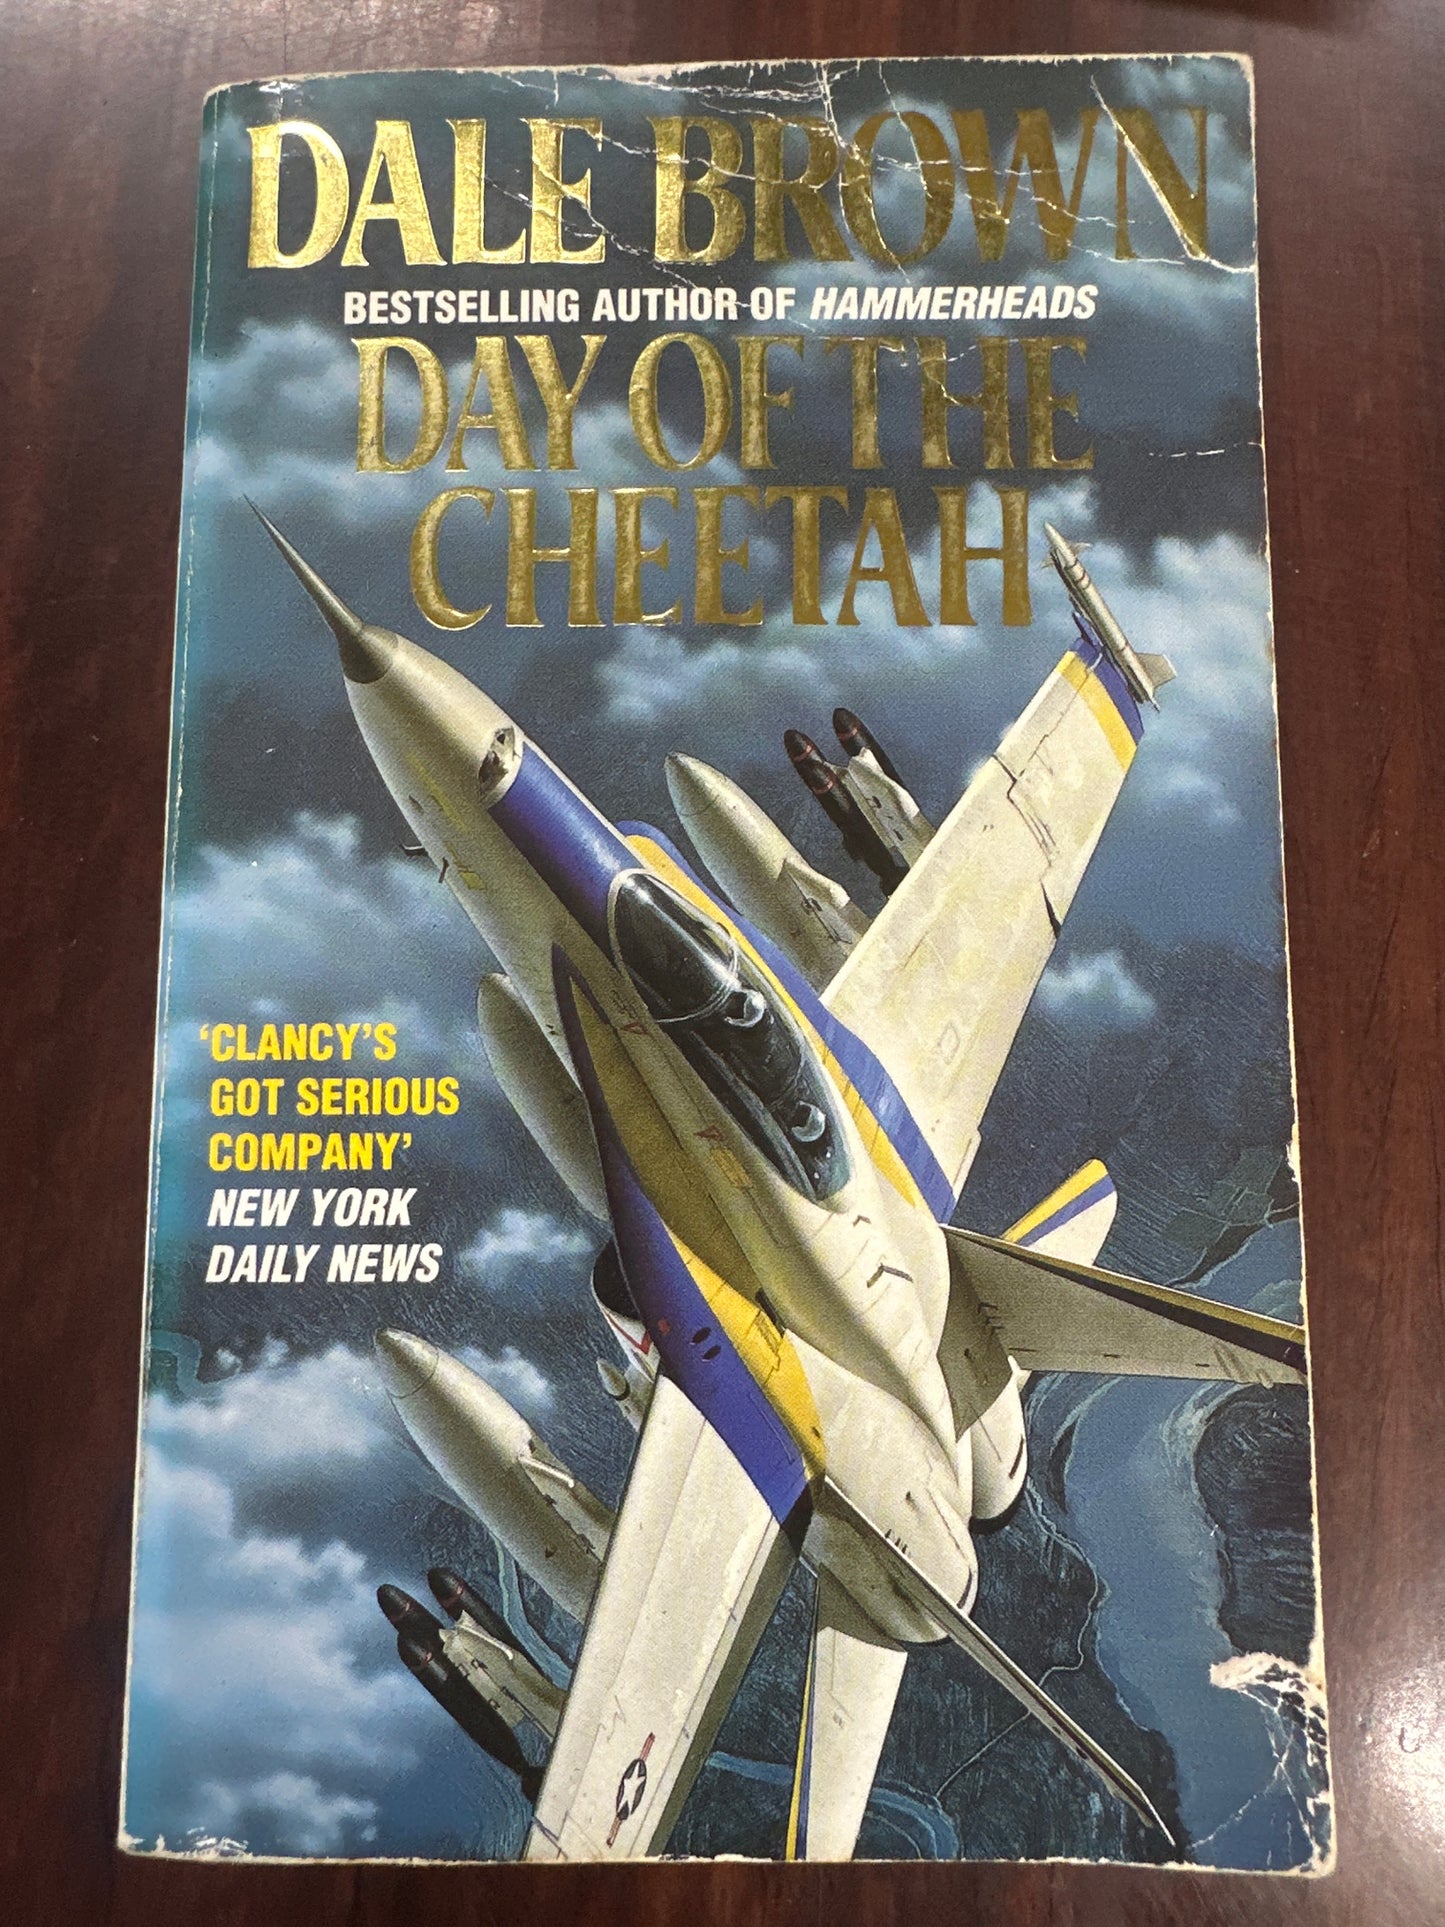 DALE BROWN
BESTSELLING AUTHOR OF HAMMERHEADS
DAY OF THE
CHEETAH
‘CLANCY’S
GOT SERIOUS
COMPANY’
NEW YORK
DAILY NEWS